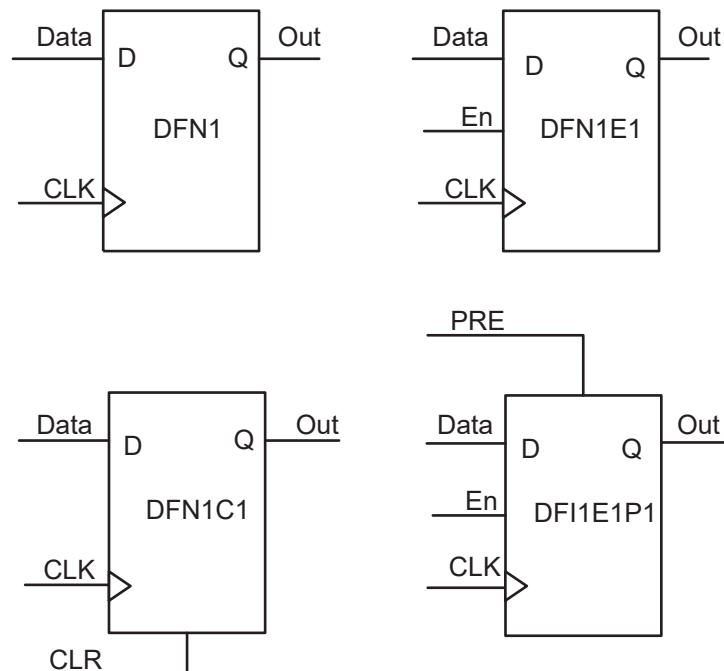 Data
D
Q
Out
DFN1
CLK
Data
D
Q
Out
En
DFN1E1
CLK
Data
D
Q
Out
DFN1C1
CLK
CLR
PRE
Data
D
Q
Out
En
DFI1E1P1
CLK